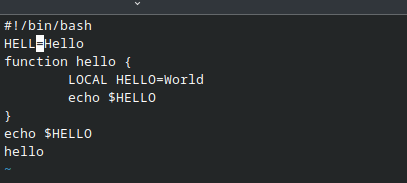 #!/bin/bash
HELL=Hello
function hello {
        LOCAL HELLO=World
        echo $HELLO
}
echo $HELLO
hello
~